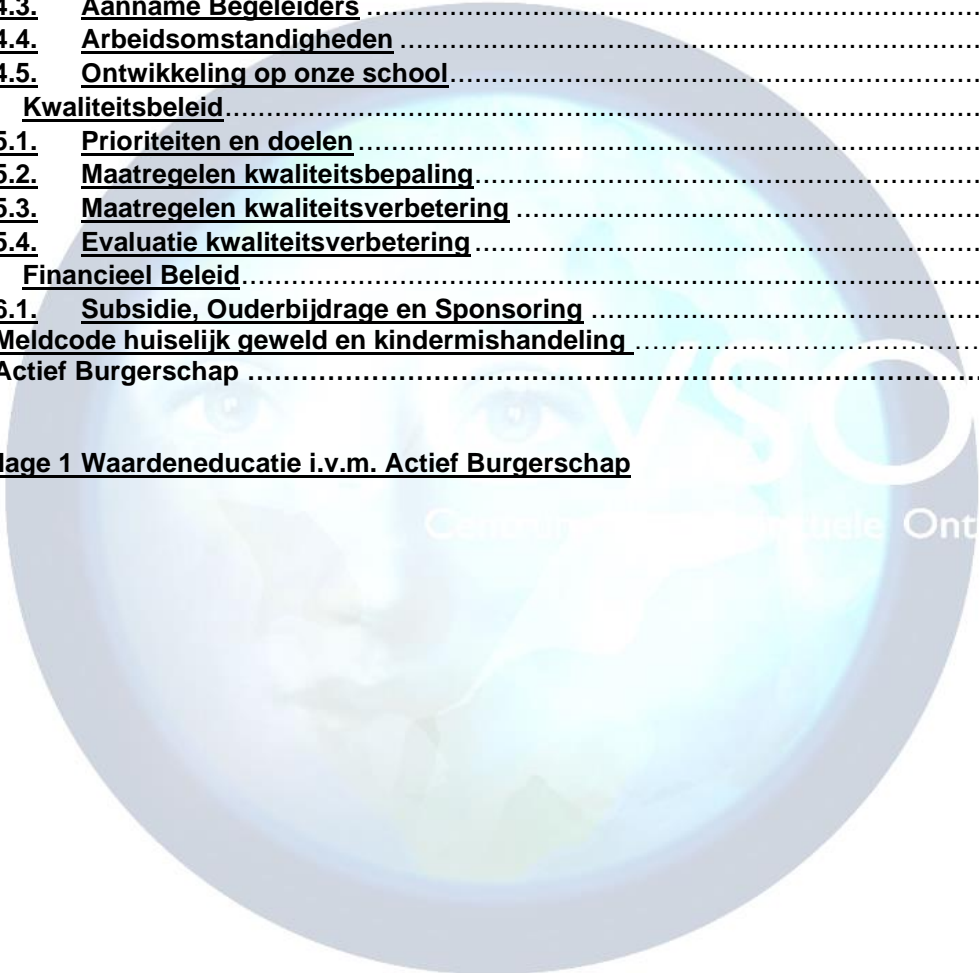 4.3. Aanname Begeleiders
4.4. Arbeidsomstandigheden
4.5. Ontwikkeling op onze school
Kwaliteitsbeleid
5.1. Prioriteiten en doelen
5.2. Maatregelen kwaliteitsbepaling
5.3. Maatregelen kwaliteitsverbetering
5.4. Evaluatie kwaliteitsverbetering
Financieel Beleid
6.1. Subsidie, Ouderbijdrage en Sponsoring
Meldcode huiselijk geweld en kindermishandeling
Actief Burgerschap
VSO
lage 1 Waardeneducatie i.v.m. Actief Burgerschap
Ont